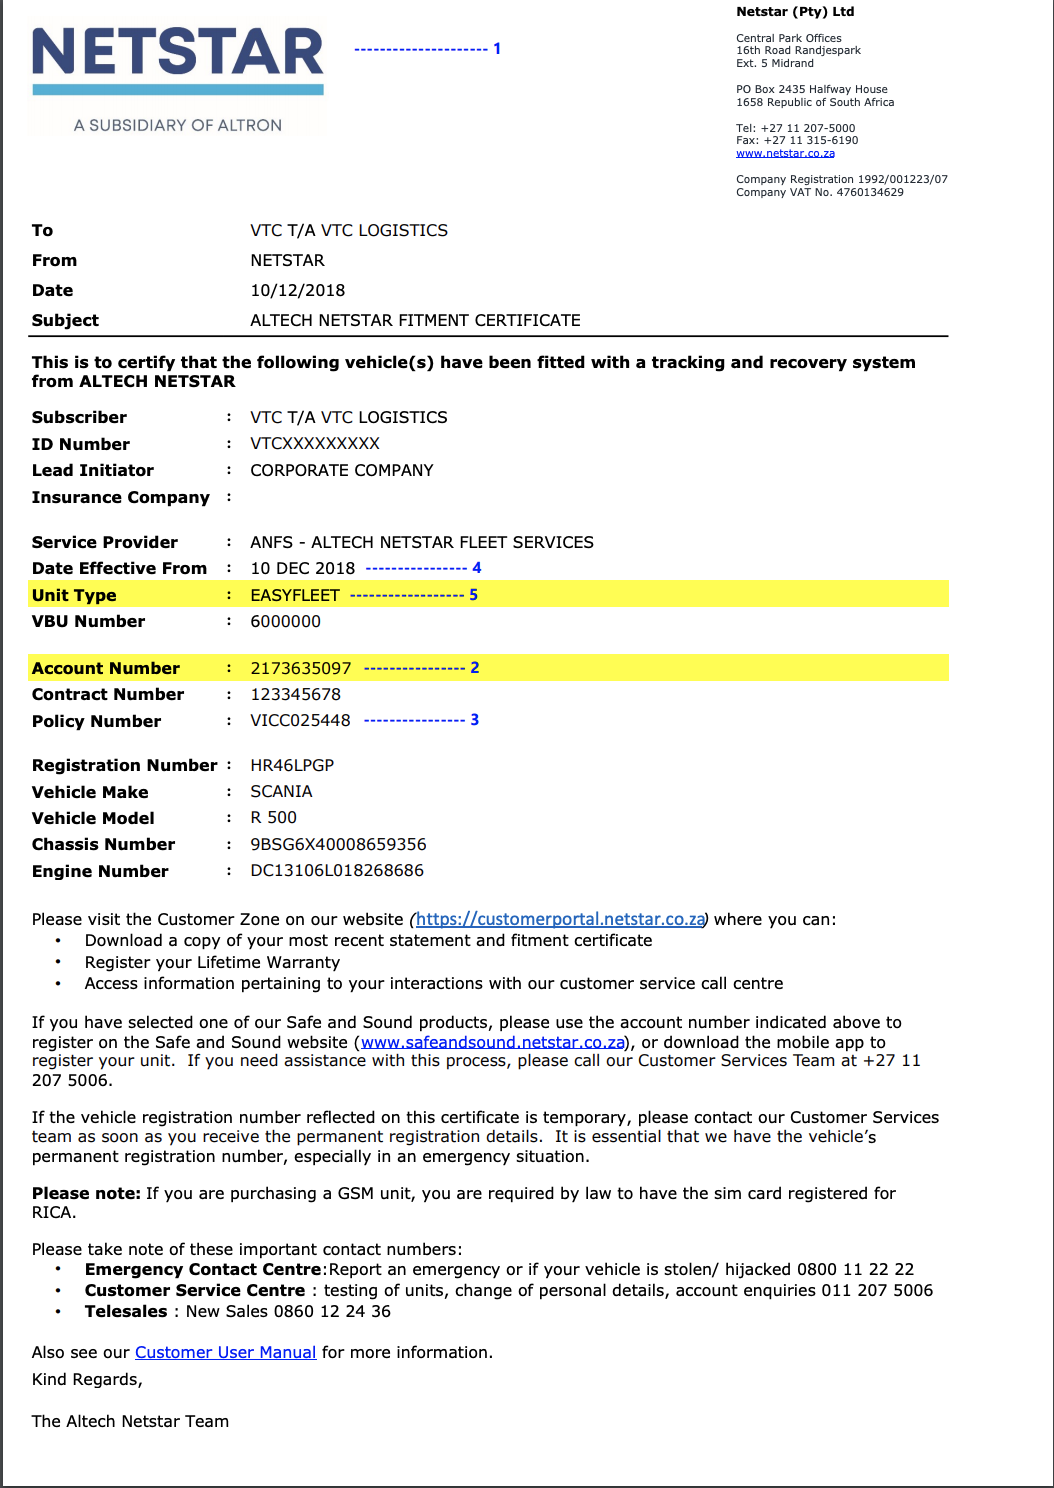 NETSTAR
A SUBSIDIARY OF ALTRON
--------------------- 1
Netstar (Pty) Ltd
Central Park Offices
16th Road Randjespark
Ext. 5 Midrand
PO Box 2435 Halfway House
1658 Republic of South Africa
Tel: +27 11 207-5000
Fax: +27 11 315-6190
www.netstar.co.za
Company Registration 1992/001223/07
Company VAT No. 4760134629
To VTC T/A VTC LOGISTICS
From NETSTAR
Date 10/12/2018
Subject ALTECH NETSTAR FITMENT CERTIFICATE
This is to certify that the following vehicle(s) have been fitted with a tracking and recovery system
from ALTECH NETSTAR
Subscriber : VTC T/A VTC LOGISTICS
ID Number : VTCXXXXXXXXX
Lead Initiator : CORPORATE COMPANY
Insurance Company :
Service Provider : ANFS - ALTECH NETSTAR FLEET SERVICES
Date Effective From : 10 DEC 2018 ---------------- 4
Unit Type : EASYFLEET ------------------ 5
VBU Number : 6000000
Account Number : 2173635097 ---------------- 2
Contract Number : 123345678
Policy Number : VICC025448 ---------------- 3
Registration Number : HR46LPGP
Vehicle Make : SCANIA
Vehicle Model : R 500
Chassis Number : 9BSG6X40008659356
Engine Number : DC13106L018268686
Please visit the Customer Zone on our website (https://customerportal.netstar.co.za) where you can:
• Download a copy of your most recent statement and fitment certificate
• Register your Lifetime Warranty
• Access information pertaining to your interactions with our customer service call centre
If you have selected one of our Safe and Sound products, please use the account number indicated above to
register on the Safe and Sound website (www.safeandsound.netstar.co.za), or download the mobile app to
register your unit. If you need assistance with this process, please call our Customer Services Team at +27 11
207 5006.
If the vehicle registration number reflected on this certificate is temporary, please contact our Customer Services
team as soon as you receive the permanent registration details. It is essential that we have the vehicle's
permanent registration number, especially in an emergency situation.
Please note: If you are purchasing a GSM unit, you are required by law to have the sim card registered for
RICA.
Please take note of these important contact numbers:
• Emergency Contact Centre:Report an emergency or if your vehicle is stolen/ hijacked 0800 11 22 22
• Customer Service Centre : testing of units, change of personal details, account enquiries 011 207 5006
• Telesales : New Sales 0860 12 24 36
Also see our Customer User Manual for more information.
Kind Regards,
The Altech Netstar Team